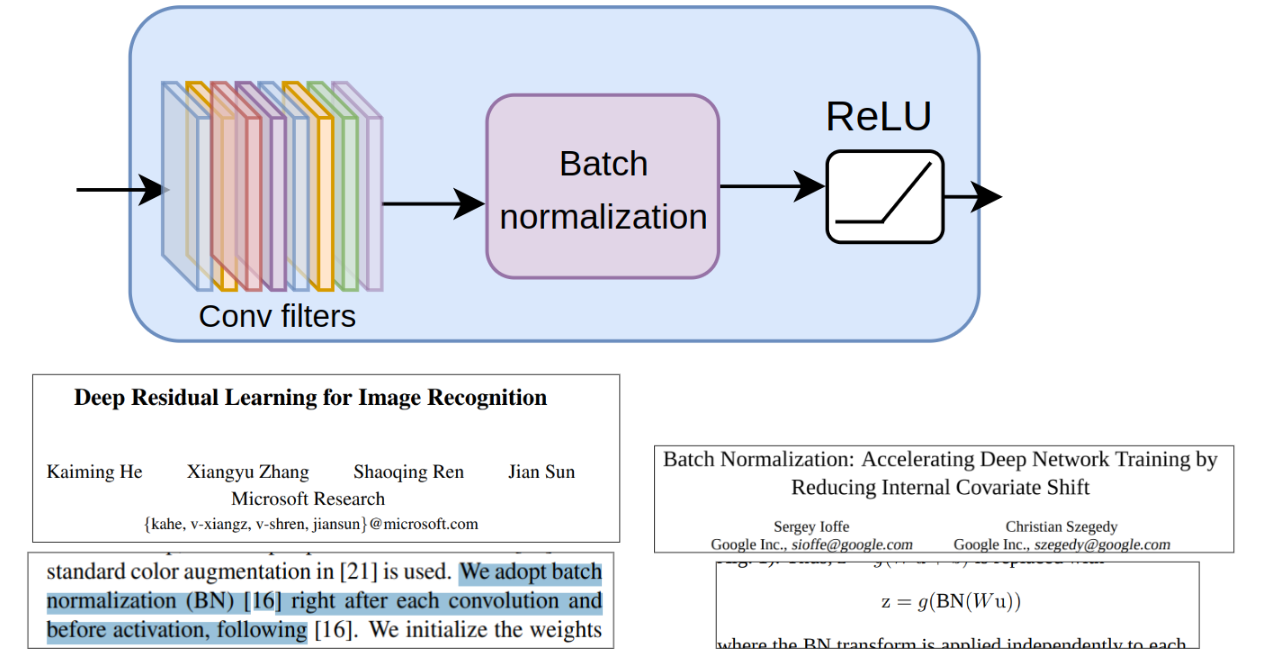 ReLU
Batch
normalization
Conv filters
Deep Residual Learning for Image Recognition
Kaiming He Xiangyu Zhang Shaoqing Ren Jian Sun
Microsoft Research
{kahe, v-xiangz, v-shren, jiansun}@microsoft.com
standard color augmentation in [21] is used. We adopt batch
normalization (BN) [16] right after each convolution and
before activation, following [16]. We initialize the weights
Batch Normalization: Accelerating Deep Network Training by
Reducing Internal Covariate Shift
Sergey Ioffe Christian Szegedy
Google Inc., sioffe@google.com Google Inc., szegedy@google.com
z = g(BN(Wu))
where the BN transform is applied independently to each